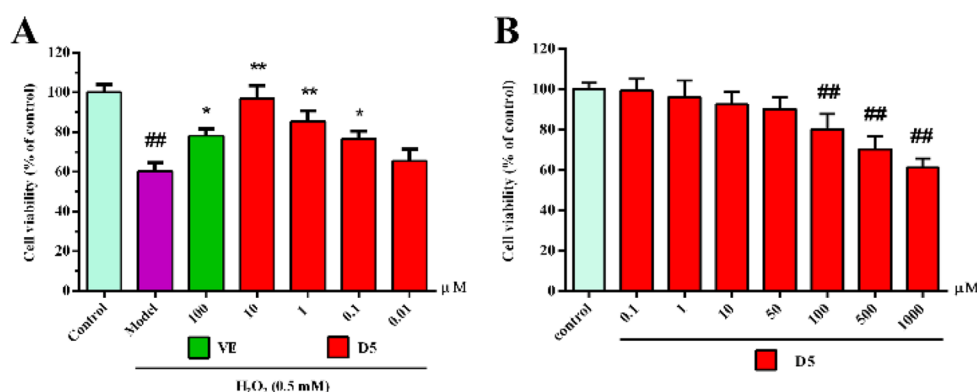 A
Cell viability (% of control)
120
100
80
60
40
20
0
##
*
**
**
*
Control
Model
100
10
1
0.1
0.01
μM
VE
D5
H₂O₂ (0.5 mM)
B
Cell viability (% of control)
120
100
80
60
40
20
0
##
##
##
control
0.1
1
10
50
100
500
1000
μM
D5